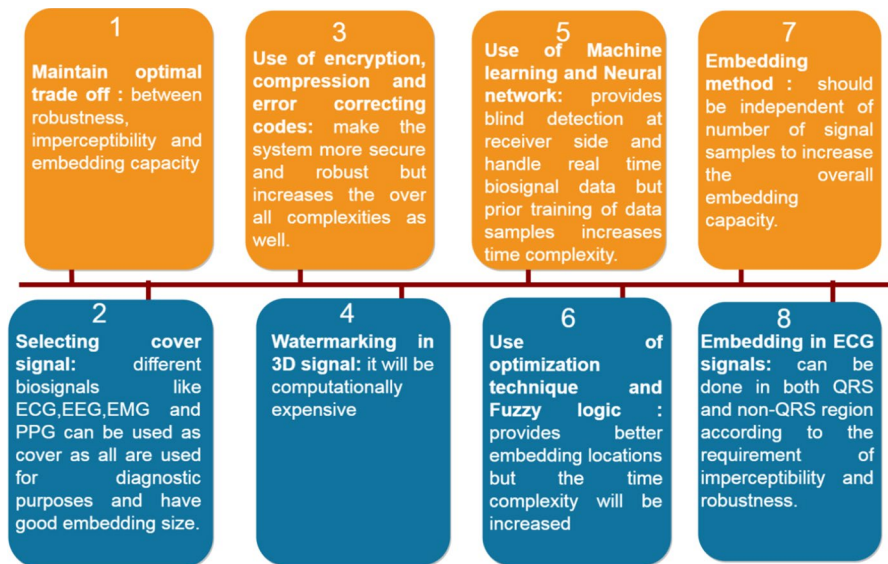 1
Maintain optimal
trade off : between
robustness,
imperceptibility and
embedding capacity
2
Selecting cover
signal: different
biosignals like
ECG,EEG,EMG and
PPG can be used as
cover as all are used
for diagnostic
purposes and have
good embedding size.
3
Use of encryption,
compression and
error correcting
codes: make the
system more secure
and robust but
increases the over
all complexities as
well.
4
Watermarking in
3D signal: it will be
computationally
expensive
5
Use of Machine
learning and Neural
network: provides
blind detection at
receiver side and
handle real time
biosignal data but
prior training of data
samples increases
time complexity.
6
Use of
optimization
technique and
Fuzzy logic :
provides better
embedding locations
but the time
complexity will be
increased
7
Embedding
method : should
be independent of
number of signal
samples to increase
the overall
embedding
capacity.
8
Embedding in ECG
signals: can be
done in both QRS
and non-QRS region
according to the
requirement of
imperceptibility and
robustness.